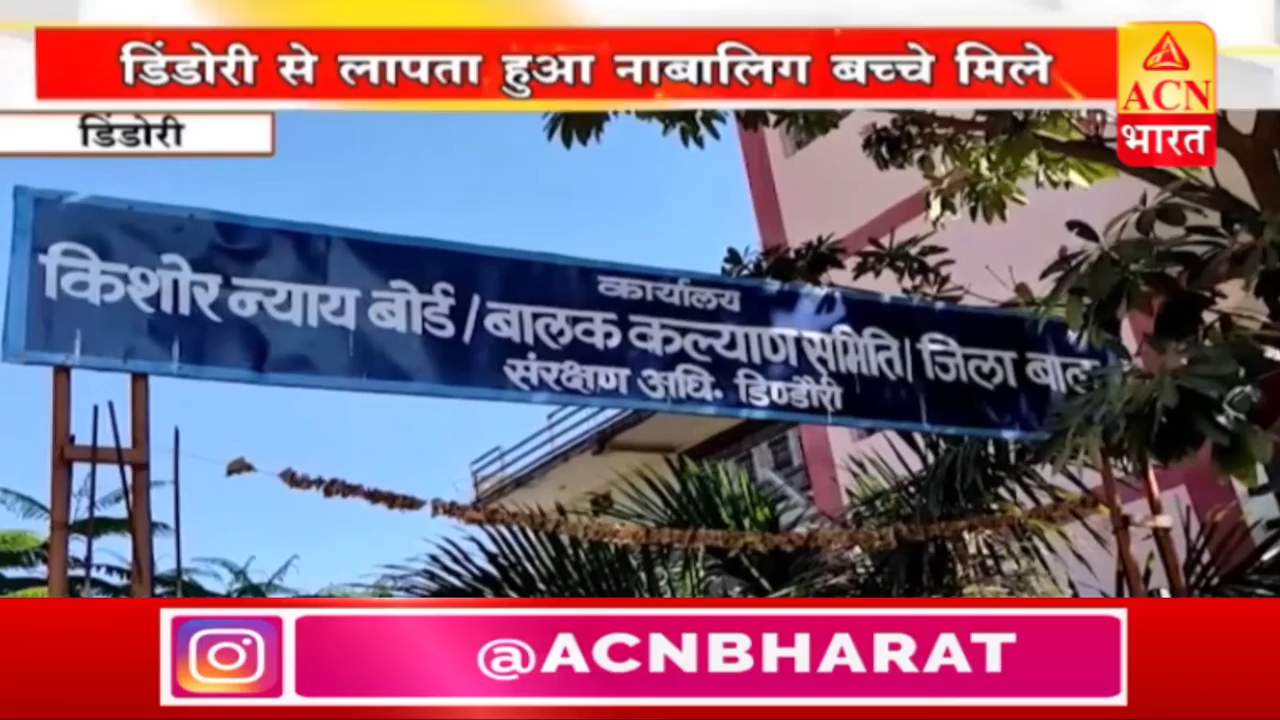 डिंडोरी से लापता हुआ नाबालिग बच्चे मिले
ACN
भारत
डिंडोरी
कार्यालय
किशोर न्याय बोर्ड/बालक कल्याण समिति/जिला बाल
संरक्षण अधि. डिण्डौरी
@ACNBHARAT